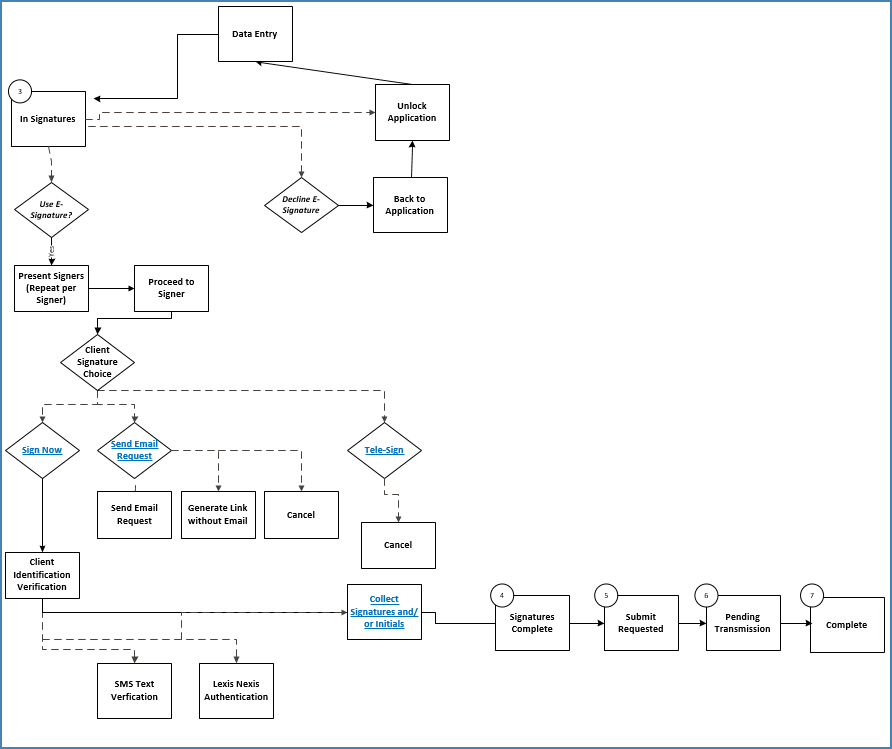 Data Entry
3
In Signatures
Unlock
Application
Use E-
Signature?
Decline E-
Signature
Back to
Application
Yes
Present Signers
(Repeat per
Signer)
Proceed to
Signer
Client
Signature
Choice
Sign Now
Send Email
Request
Tele-Sign
Send Email
Request
Generate Link
without Email
Cancel
Cancel
Client
Identification
Verification
Collect
Signatures and/
or Initials
4
Signatures
Complete
5
Submit
Requested
6
Pending
Transmission
7
Complete
SMS Text
Verfication
Lexis Nexis
Authentication